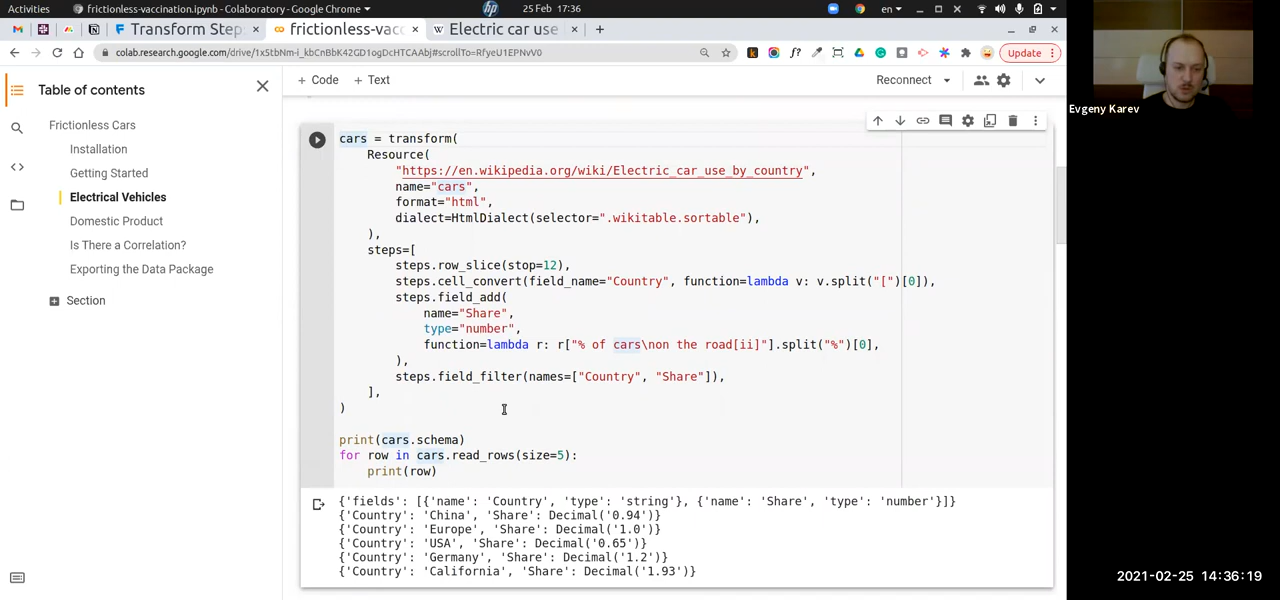 Activities
frictionless-vaccination.ipynb - Colaboratory - Google Chrome
25 Feb 17:36
en
Transform Step
frictionless-vacc
Electric car use
colab.research.google.com/drive/1x5tbNm-i_kbCnBbK42GD1ogDcHTCAAbj#scrollTo=RfyeU1EPNvV0
Update
Table of contents
+ Code
+ Text
Reconnect
Evgeny Karev
Frictionless Cars
Installation
Getting Started
Electrical Vehicles
Domestic Product
Is There a Correlation?
Exporting the Data Package
Section
cars = transform(
Resource(
"https://en.wikipedia.org/wiki/Electric_car_use_by_country",
name="cars",
format="html",
dialect=HtmlDialect(selector=".wikitable.sortable"),
),
steps=[
steps.row_slice(stop=12),
steps.cell_convert(field_name="Country", function=lambda v: v.split("[")[0]),
steps.field_add(
name="Share",
type="number",
function=lambda r: r["% of cars\non the road[ii]"].split("%")[0],
),
steps.field_filter(names=["Country", "Share"]),
],
)
print(cars.schema)
for row in cars.read_rows(size=5):
print(row)
{'fields': [{'name': 'Country', 'type': 'string'}, {'name': 'Share', 'type': 'number'}]}
{'Country': 'China', 'Share': Decimal('0.94')}
{'Country': 'Europe', 'Share': Decimal('1.0')}
{'Country': 'USA', 'Share': Decimal('0.65')}
{'Country': 'Germany', 'Share': Decimal('1.2')}
{'Country': 'California', 'Share': Decimal('1.93')}
2021-02-25 14:36:19